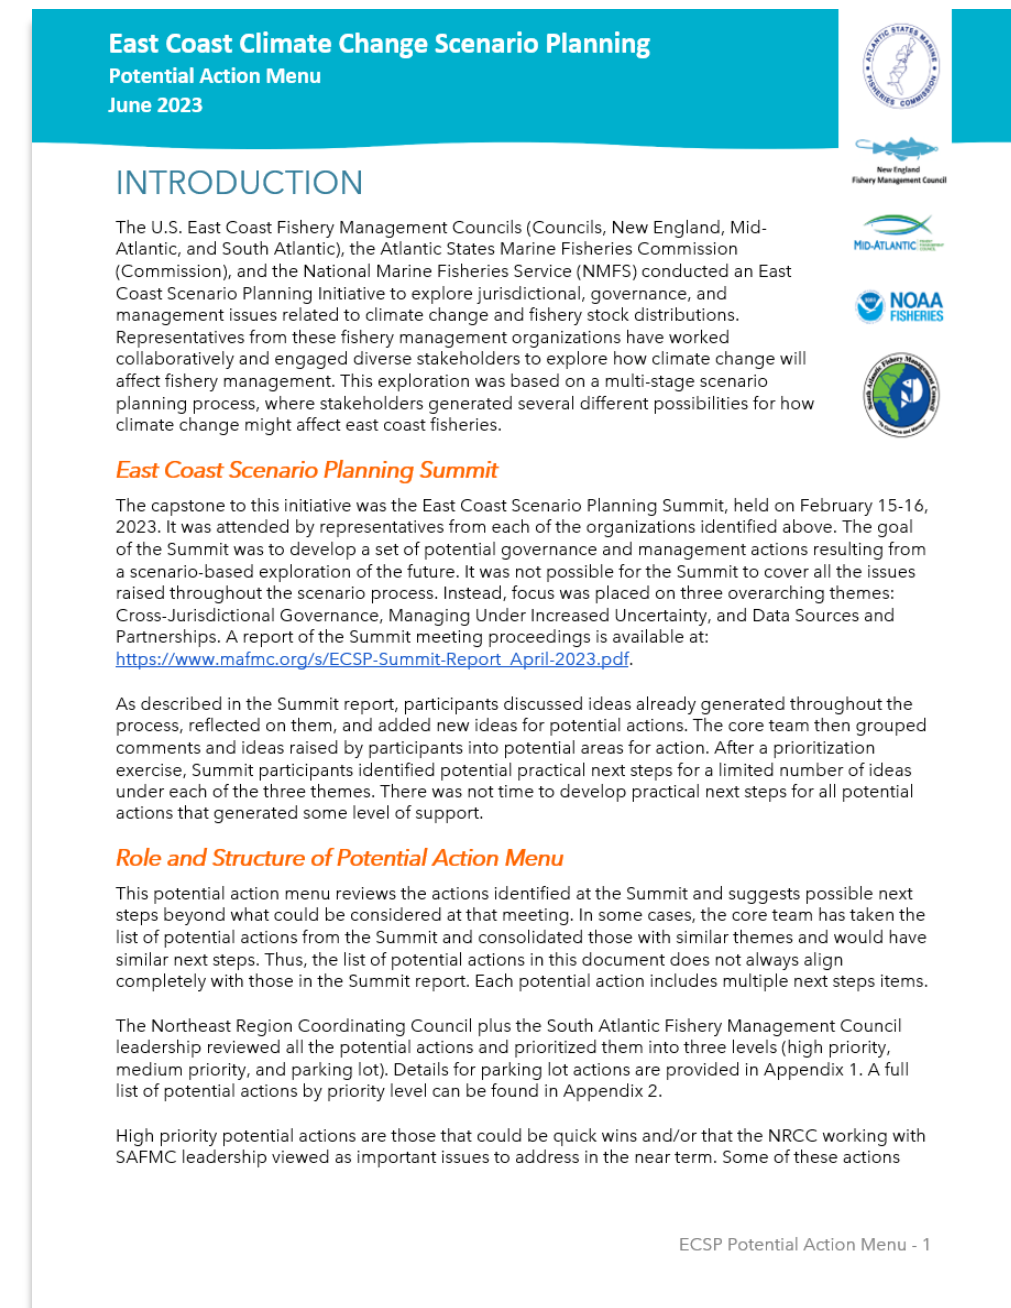 East Coast Climate Change Scenario Planning
Potential Action Menu
June 2023
ATLANTIC STATES MARINE FISHERIES COMMISSION
New England
Fishery Management Council
MID-ATLANTIC
NOAA
FISHERIES
South Atlantic Fishery Management Council
INTRODUCTION
The U.S. East Coast Fishery Management Councils (Councils, New England, Mid-
Atlantic, and South Atlantic), the Atlantic States Marine Fisheries Commission
(Commission), and the National Marine Fisheries Service (NMFS) conducted an East
Coast Scenario Planning Initiative to explore jurisdictional, governance, and
management issues related to climate change and fishery stock distributions.
Representatives from these fishery management organizations have worked
collaboratively and engaged diverse stakeholders to explore how climate change will
affect fishery management. This exploration was based on a multi-stage scenario
planning process, where stakeholders generated several different possibilities for how
climate change might affect east coast fisheries.
East Coast Scenario Planning Summit
The capstone to this initiative was the East Coast Scenario Planning Summit, held on February 15-16,
2023. It was attended by representatives from each of the organizations identified above. The goal
of the Summit was to develop a set of potential governance and management actions resulting from
a scenario-based exploration of the future. It was not possible for the Summit to cover all the issues
raised throughout the scenario process. Instead, focus was placed on three overarching themes:
Cross-Jurisdictional Governance, Managing Under Increased Uncertainty, and Data Sources and
Partnerships. A report of the Summit meeting proceedings is available at:
https://www.mafmc.org/s/ECSP-Summit-Report_April-2023.pdf.
As described in the Summit report, participants discussed ideas already generated throughout the
process, reflected on them, and added new ideas for potential actions. The core team then grouped
comments and ideas raised by participants into potential areas for action. After a prioritization
exercise, Summit participants identified potential practical next steps for a limited number of ideas
under each of the three themes. There was not time to develop practical next steps for all potential
actions that generated some level of support.
Role and Structure of Potential Action Menu
This potential action menu reviews the actions identified at the Summit and suggests possible next
steps beyond what could be considered at that meeting. In some cases, the core team has taken the
list of potential actions from the Summit and consolidated those with similar themes and would have
similar next steps. Thus, the list of potential actions in this document does not always align
completely with those in the Summit report. Each potential action includes multiple next steps items.
The Northeast Region Coordinating Council plus the South Atlantic Fishery Management Council
leadership reviewed all the potential actions and prioritized them into three levels (high priority,
medium priority, and parking lot). Details for parking lot actions are provided in Appendix 1. A full
list of potential actions by priority level can be found in Appendix 2.
High priority potential actions are those that could be quick wins and/or that the NRCC working with
SAFMC leadership viewed as important issues to address in the near term. Some of these actions
ECSP Potential Action Menu - 1